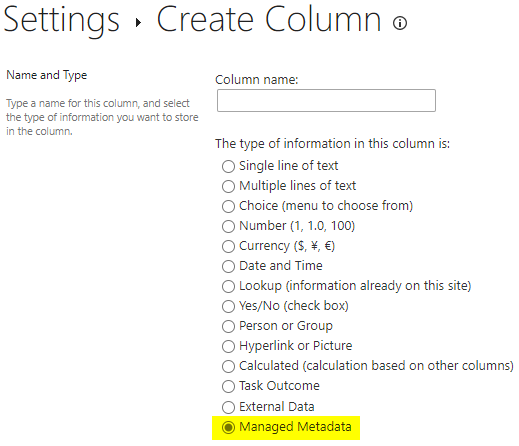 Settings ▸ Create Column ⓘ
Name and Type
Type a name for this column, and select
the type of information you want to store
in the column.
Column name:
The type of information in this column is:
Single line of text
Multiple lines of text
Choice (menu to choose from)
Number (1, 1.0, 100)
Currency ($, ¥, €)
Date and Time
Lookup (information already on this site)
Yes/No (check box)
Person or Group
Hyperlink or Picture
Calculated (calculation based on other columns)
Task Outcome
External Data
Managed Metadata